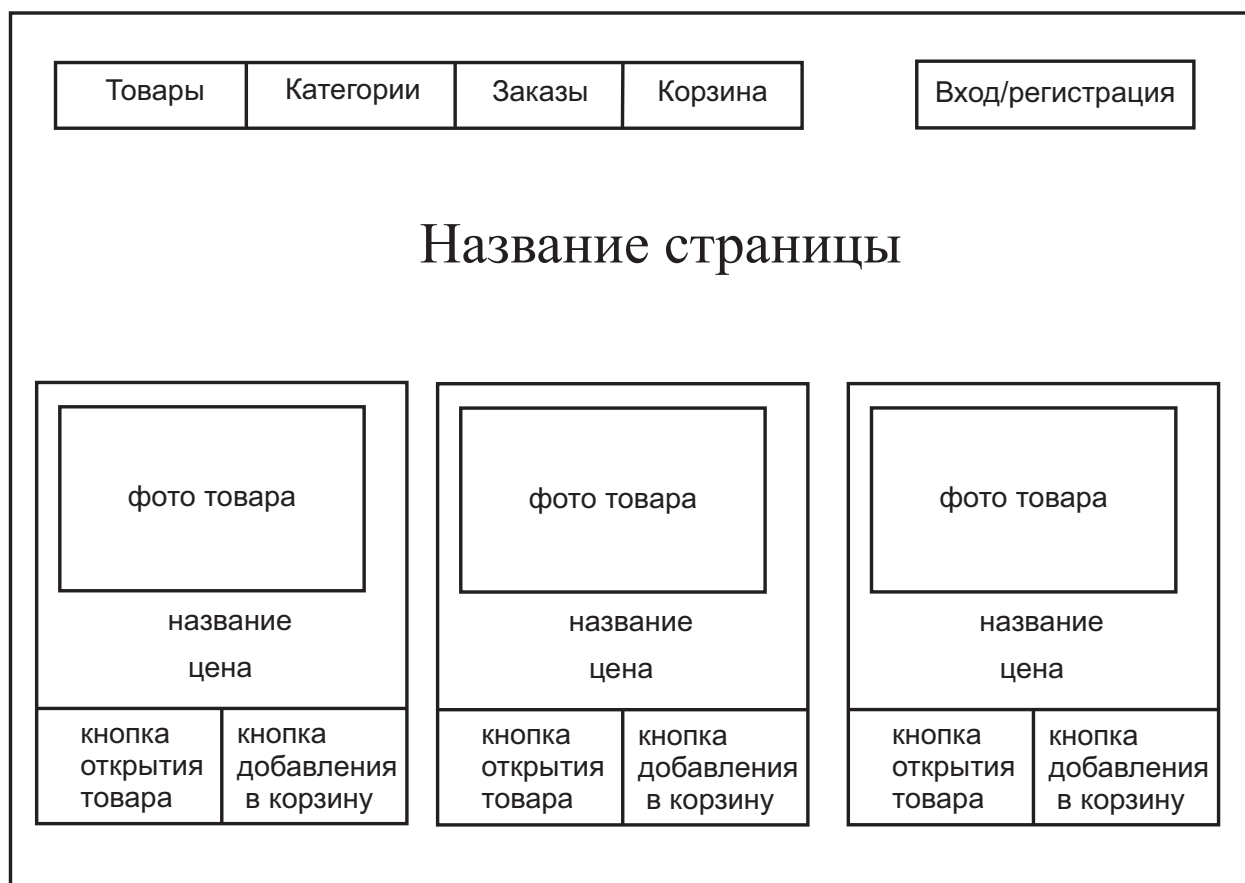 Товары Категории Заказы Корзина Вход/регистрация
Название страницы
фото товара
название
цена
кнопка
открытия
товара
кнопка
добавления
в корзину
фото товара
название
цена
кнопка
открытия
товара
кнопка
добавления
в корзину
фото товара
название
цена
кнопка
открытия
товара
кнопка
добавления
в корзину